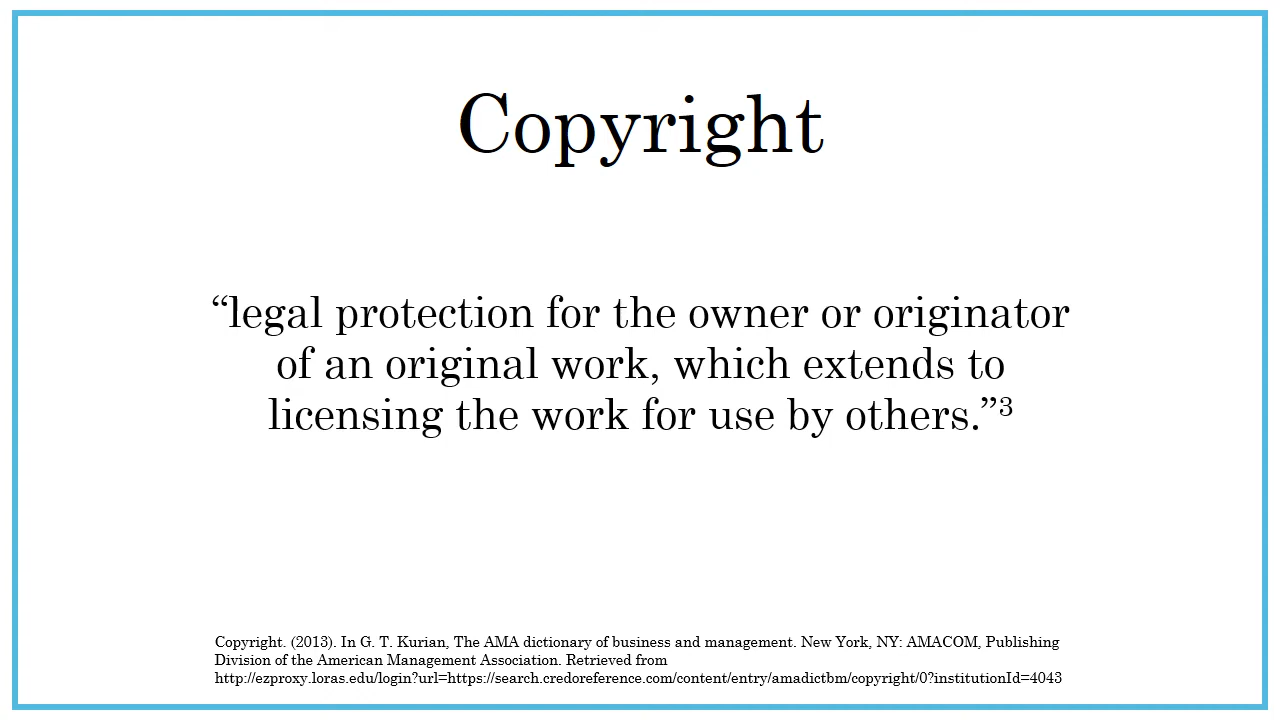 Copyright
“legal protection for the owner or originator
of an original work, which extends to
licensing the work for use by others.”³
Copyright. (2013). In G. T. Kurian, The AMA dictionary of business and management. New York, NY: AMACOM, Publishing
Division of the American Management Association. Retrieved from
http://ezproxy.loras.edu/login?url=https://search.credoreference.com/content/entry/amadictbm/copyright/0?institutionId=4043